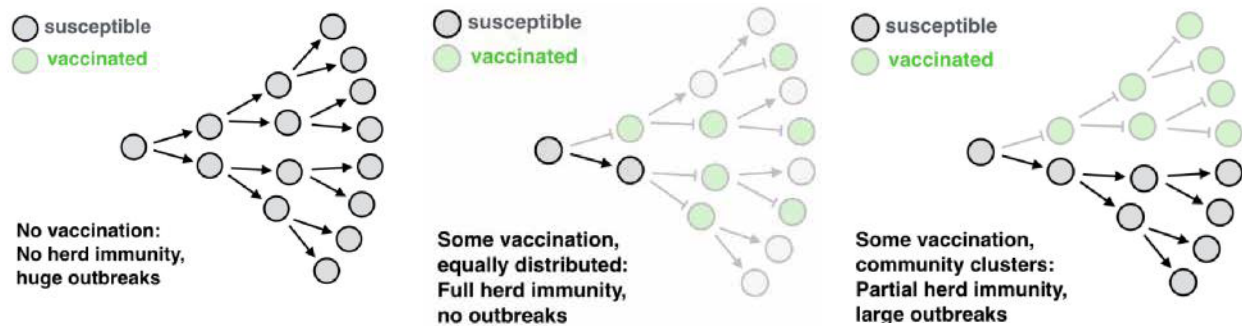 susceptible
vaccinated
No vaccination:
No herd immunity,
huge outbreaks
susceptible
vaccinated
Some vaccination,
equally distributed:
Full herd immunity,
no outbreaks
susceptible
vaccinated
Some vaccination,
community clusters:
Partial herd immunity,
large outbreaks